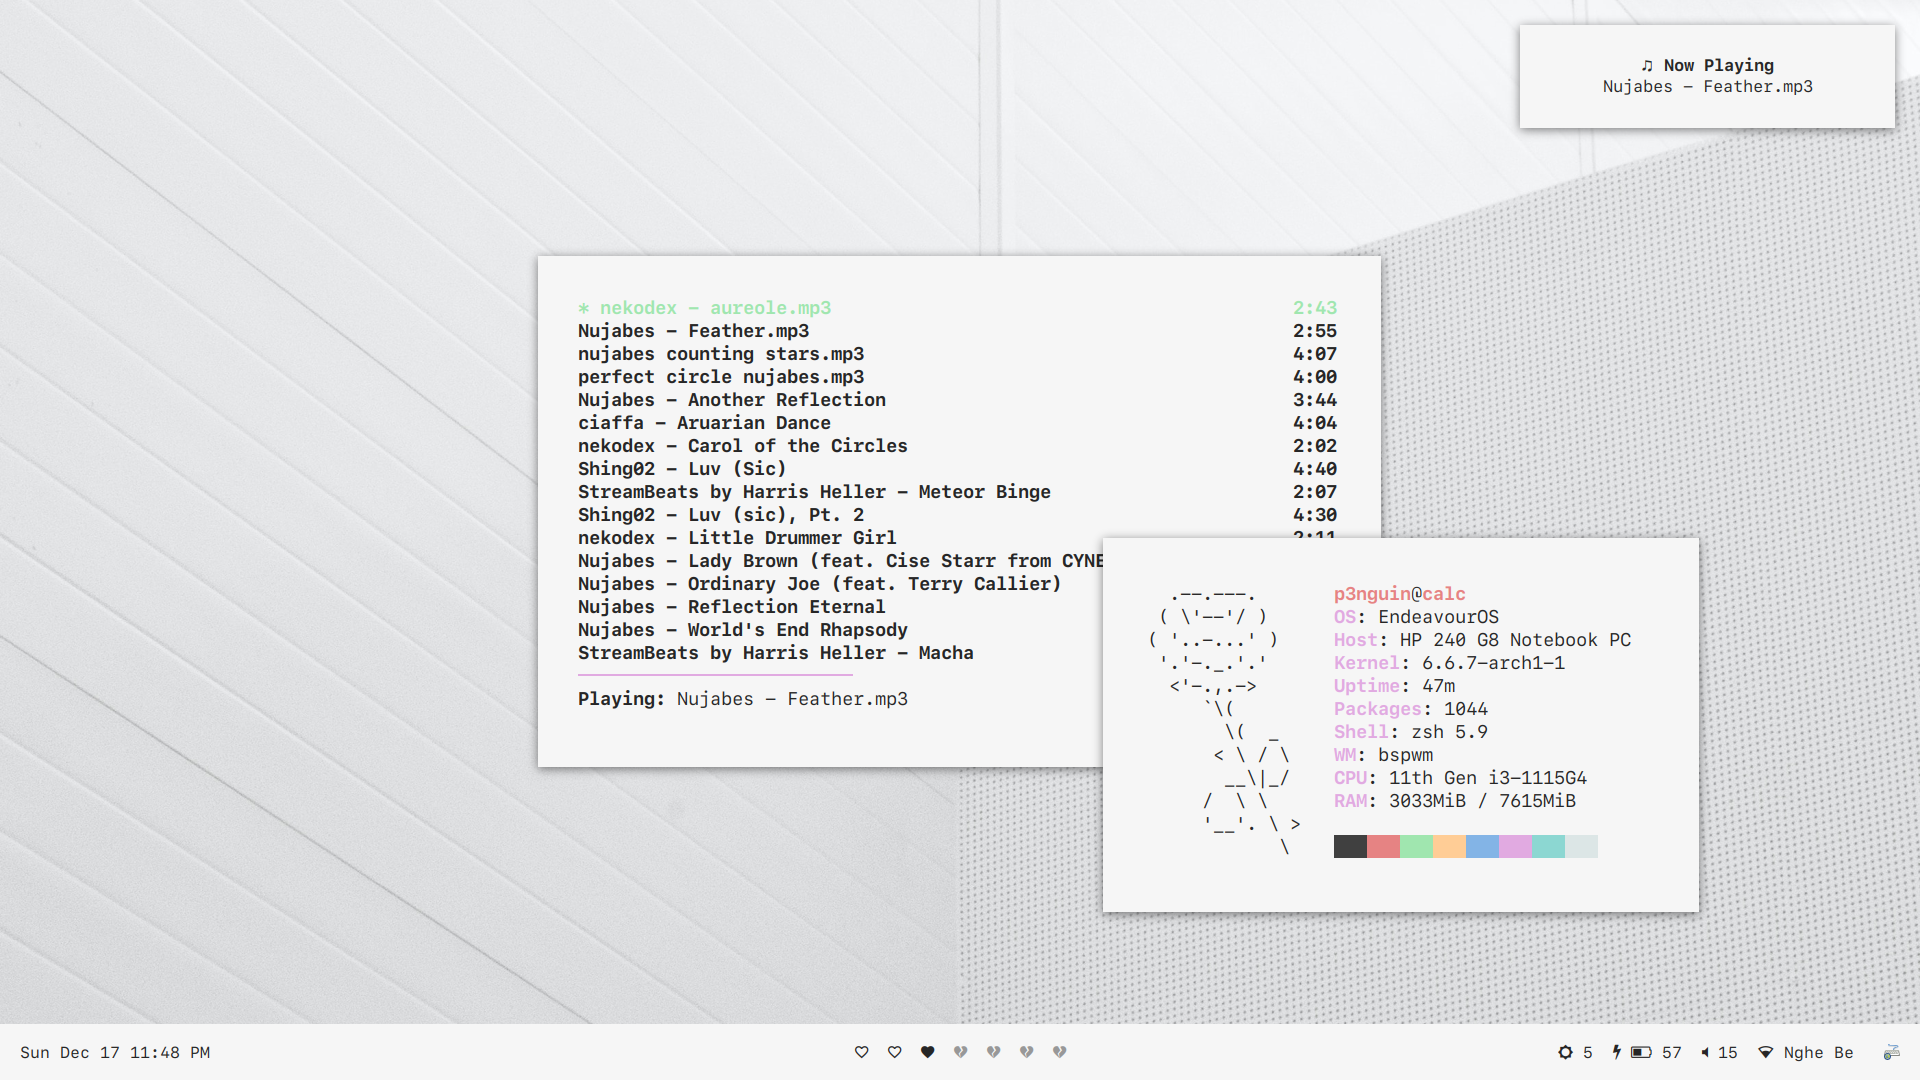 ♫ Now Playing
Nujabes - Feather.mp3
* nekodex - aureole.mp3 2:43
Nujabes - Feather.mp3 2:55
nujabes counting stars.mp3 4:07
perfect circle nujabes.mp3 4:00
Nujabes - Another Reflection 3:44
ciaffa - Aruarian Dance 4:04
nekodex - Carol of the Circles 2:02
Shing02 - Luv (Sic) 4:40
StreamBeats by Harris Heller - Meteor Binge 2:07
Shing02 - Luv (sic), Pt. 2 4:30
nekodex - Little Drummer Girl 2:11
Nujabes - Lady Brown (feat. Cise Starr from CYNE
Nujabes - Ordinary Joe (feat. Terry Callier)
Nujabes - Reflection Eternal
Nujabes - World's End Rhapsody
StreamBeats by Harris Heller - Macha
Playing: Nujabes - Feather.mp3
p3nguin@calc
OS: EndeavourOS
Host: HP 240 G8 Notebook PC
Kernel: 6.6.7-arch1-1
Uptime: 47m
Packages: 1044
Shell: zsh 5.9
WM: bspwm
CPU: 11th Gen i3-1115G4
RAM: 3033MiB / 7615MiB
Sun Dec 17 11:48 PM
5 57 15 Nghe Be